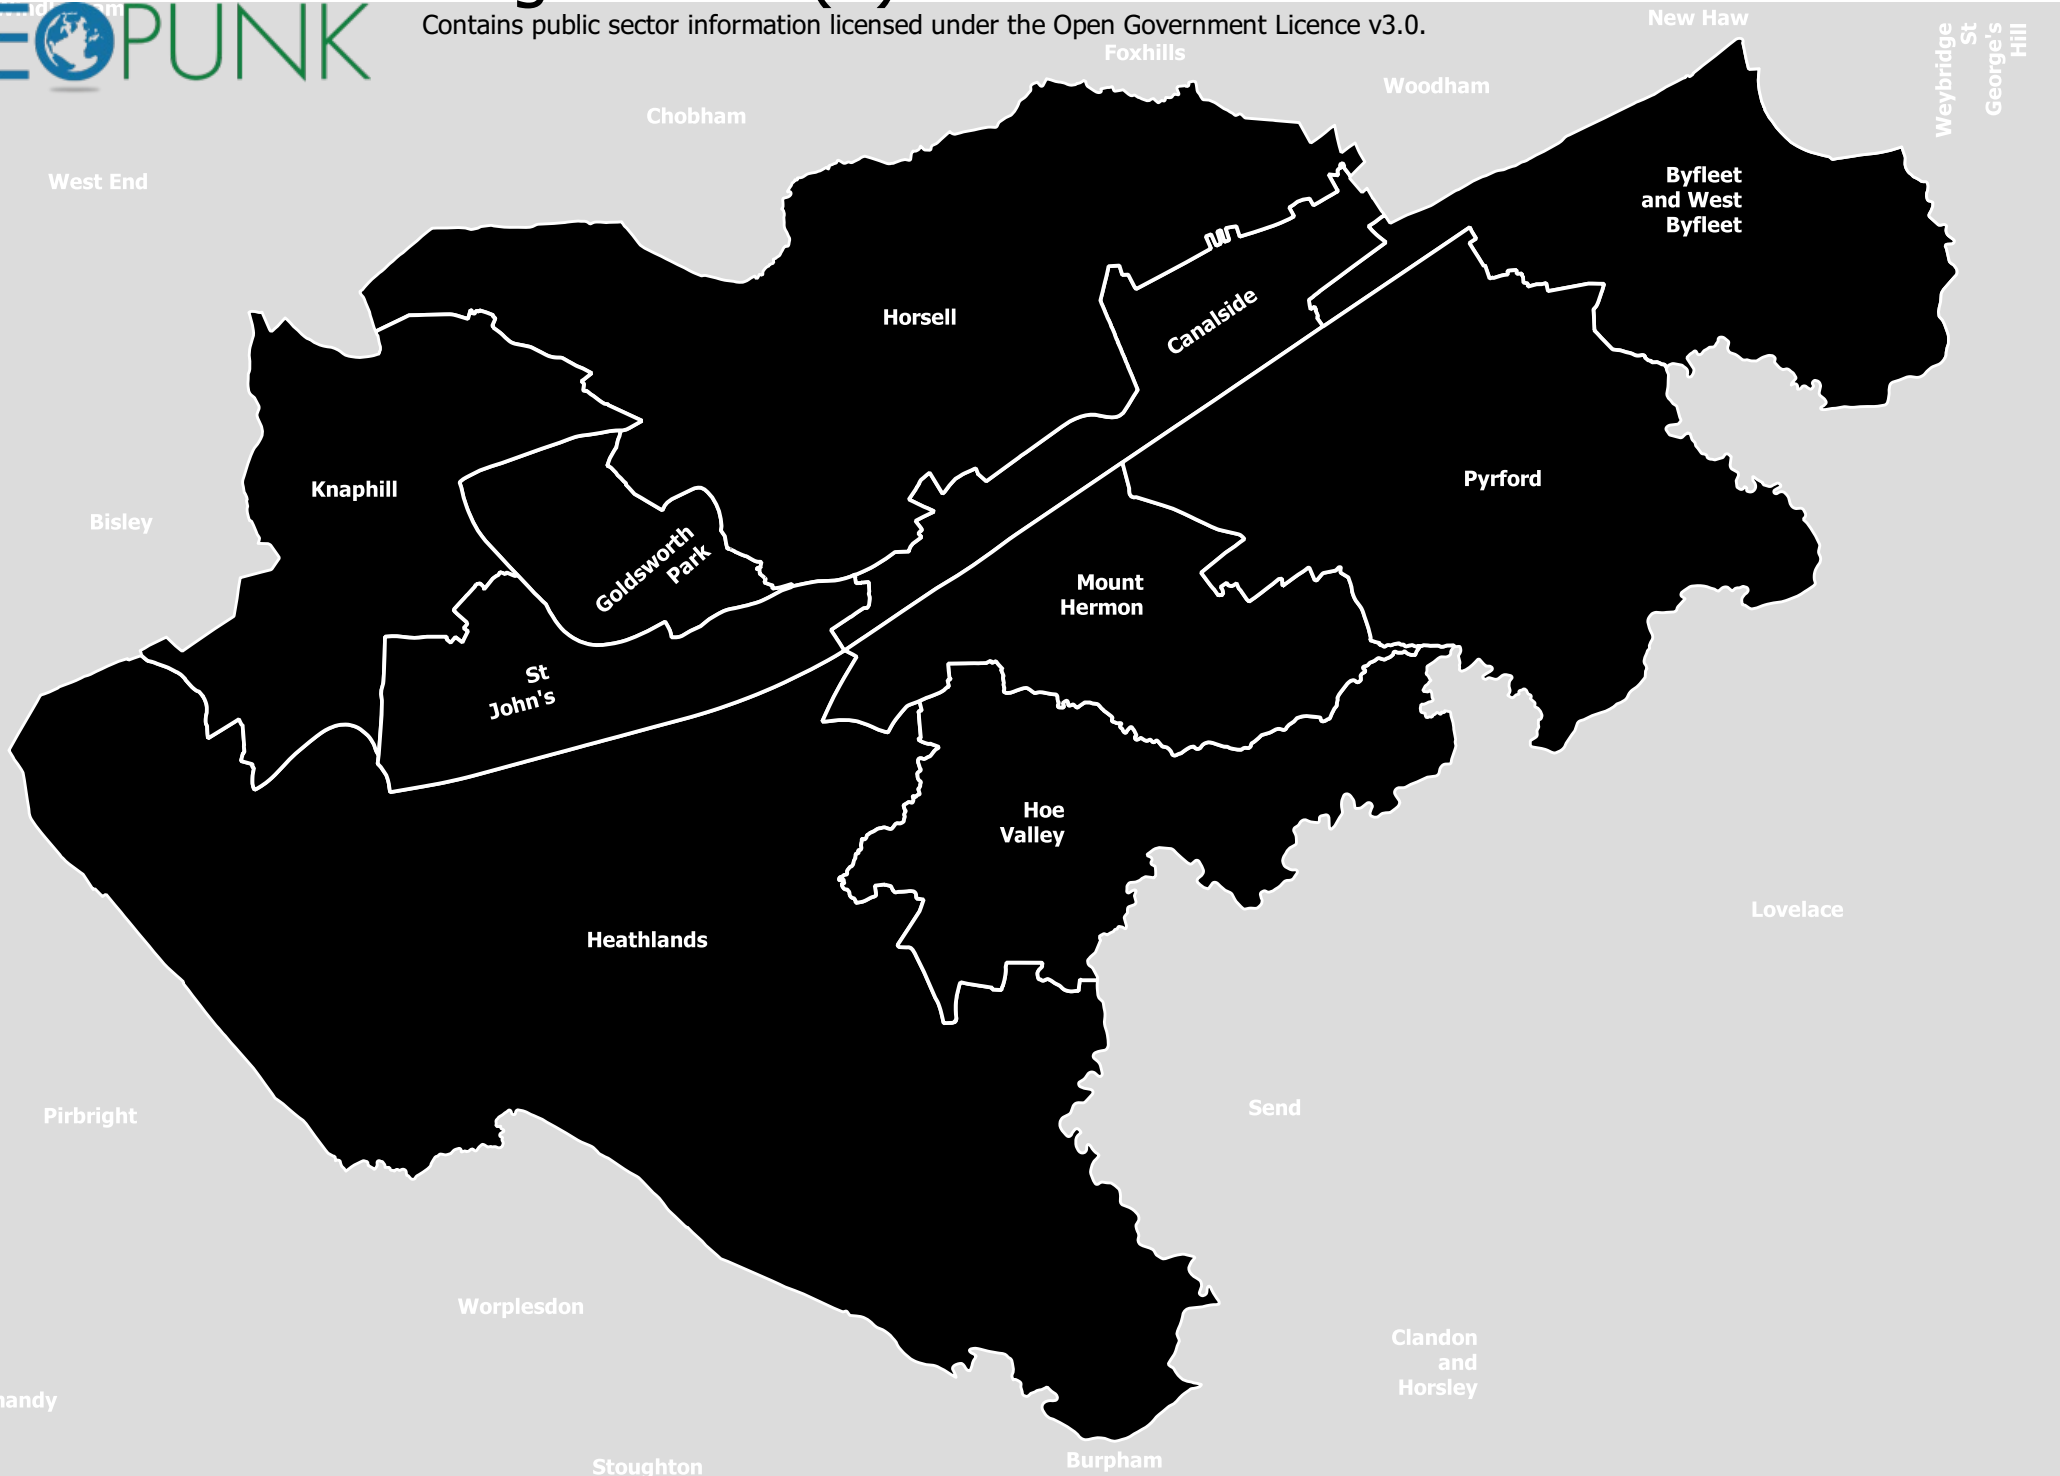 EOPUNK
Contains public sector information licensed under the Open Government Licence v3.0.
New Haw
Weybridge
St
George's
Hill
Foxhills
Woodham
Chobham
West End
Byfleet
and West
Byfleet
Horsell
Canalside
Knaphill
Pyrford
Bisley
Goldsworth
Park
Mount
Hermon
St
John's
Hoe
Valley
Lovelace
Heathlands
Send
Pirbright
Worplesdon
Clandon
and
Horsley
andy
Burpham
Stoughton